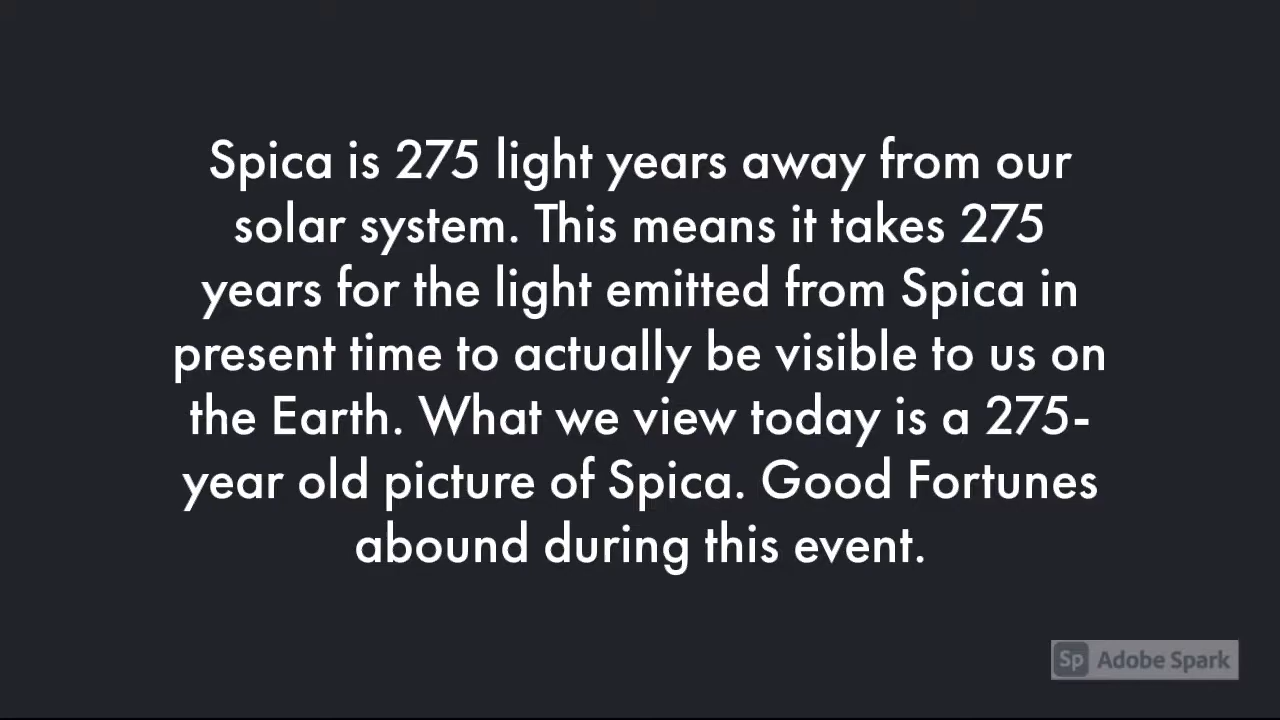 Spica is 275 light years away from our
solar system. This means it takes 275
years for the light emitted from Spica in
present time to actually be visible to us on
the Earth. What we view today is a 275-
year old picture of Spica. Good Fortunes
abound during this event.
Sp Adobe Spark